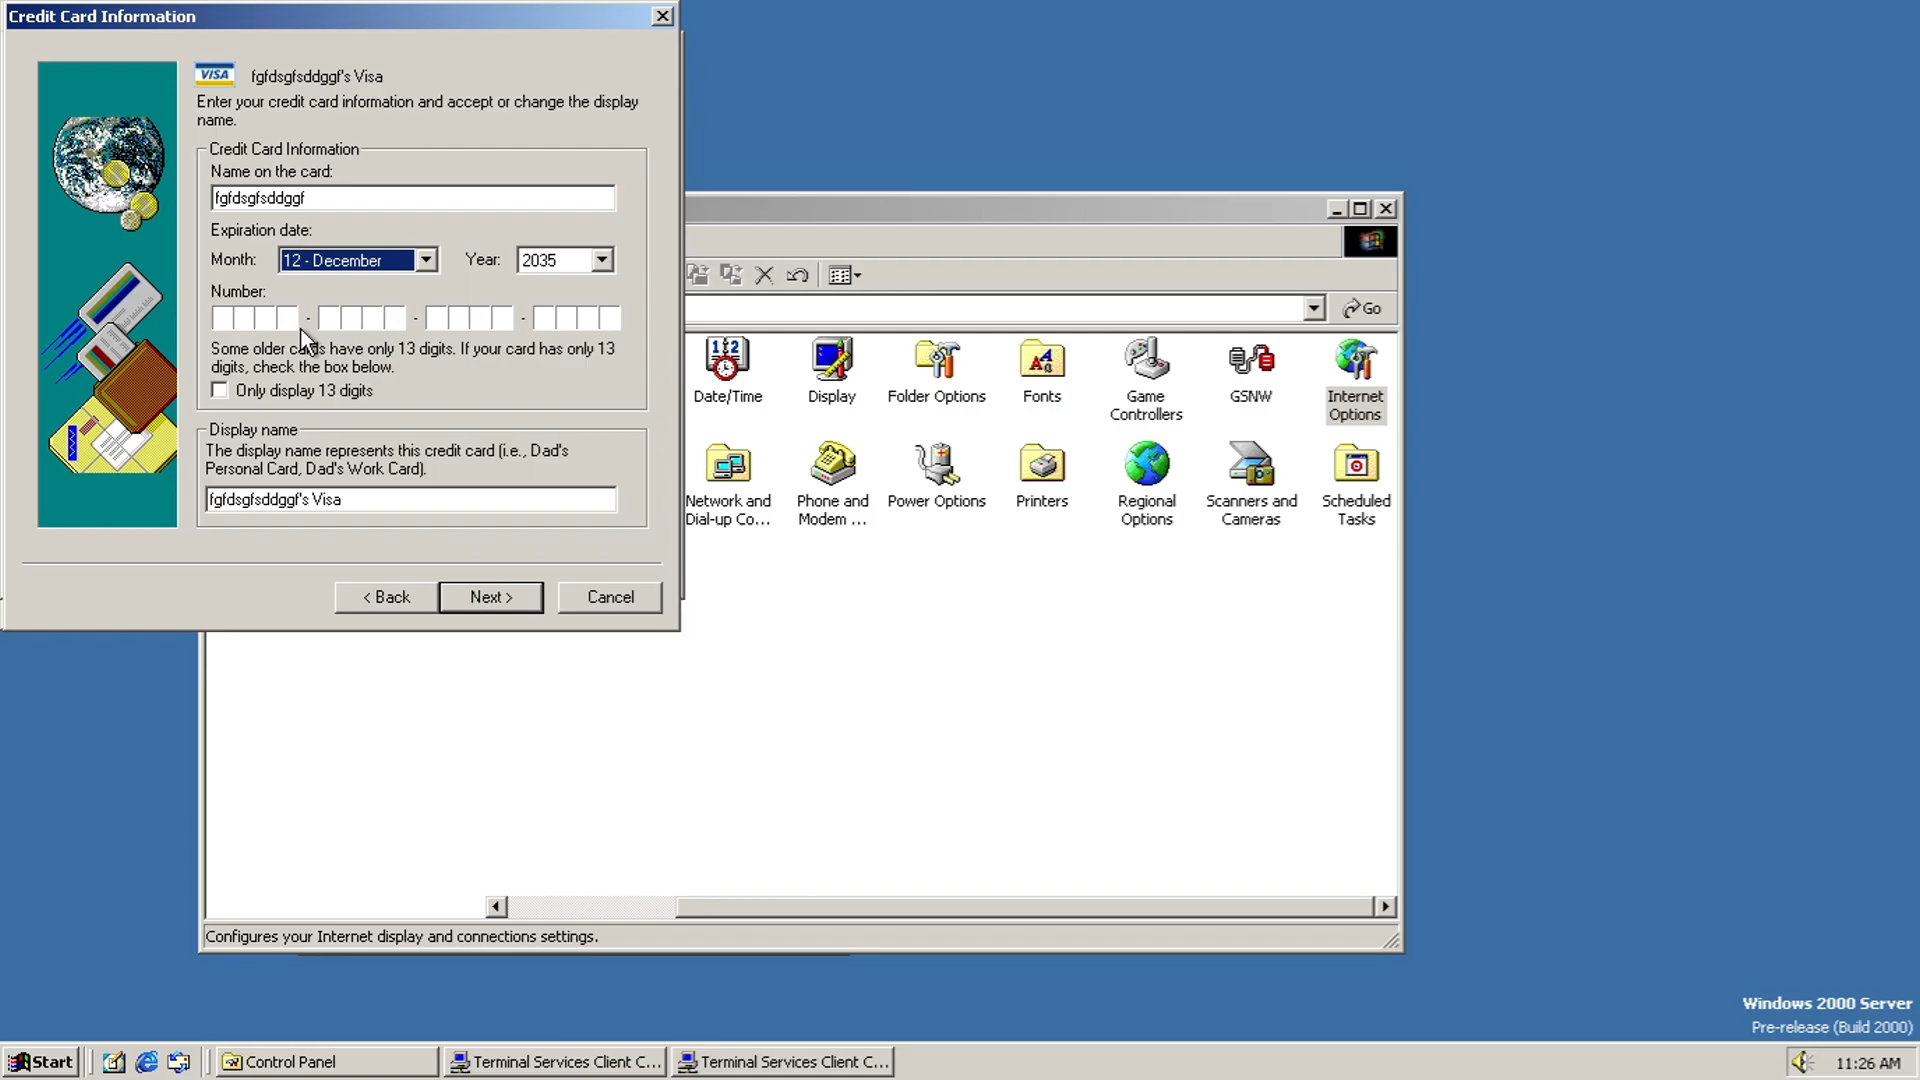 Credit Card Information
VISA
fgfdsgfsddggf's Visa
Enter your credit card information and accept or change the display
name.
Credit Card Information
Name on the card:
fgfdsgfsddggf
Expiration date:
Month:
12 - December
Year:
2035
Number:
- - -
Some older cards have only 13 digits. If your card has only 13
digits, check the box below.
Only display 13 digits
Display name
The display name represents this credit card (i.e., Dad's
Personal Card, Dad's Work Card).
fgfdsgfsddggf's Visa
< Back
Next >
Cancel
Go
Date/Time
Display
Folder Options
Fonts
Game
Controllers
GSNW
Internet
Options
Network and
Dial-up Co...
Phone and
Modem ...
Power Options
Printers
Regional
Options
Scanners and
Cameras
Scheduled
Tasks
Configures your Internet display and connections settings.
Windows 2000 Server
Pre-release (Build 2000)
Start
Control Panel
Terminal Services Client C...
Terminal Services Client C...
11:26 AM